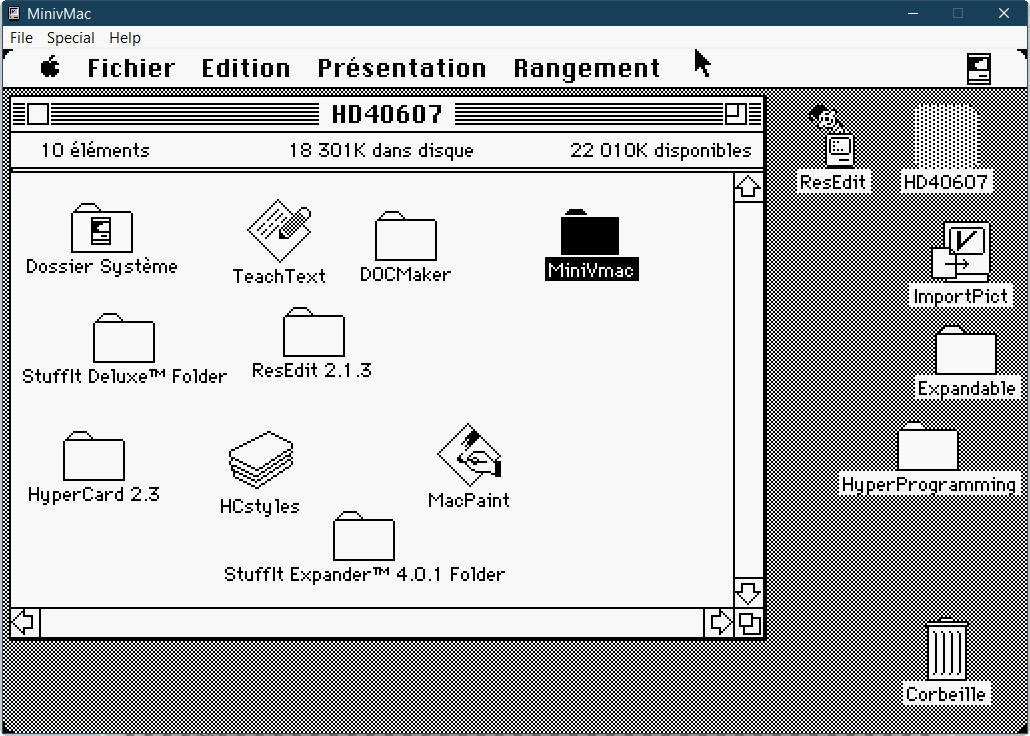 MinivMac
File Special Help
Fichier Edition Présentation Rangement
HD40607
10 éléments 18 301K dans disque 22 010K disponibles
ResEdit HD40607
Dossier Système TeachText DOCMaker MiniVmac
ImportPict
StuffIt Deluxe™ Folder ResEdit 2.1.3
Expandable
HyperProgramming
HyperCard 2.3 HCstyles MacPaint
StuffIt Expander™ 4.0.1 Folder
Corbeille